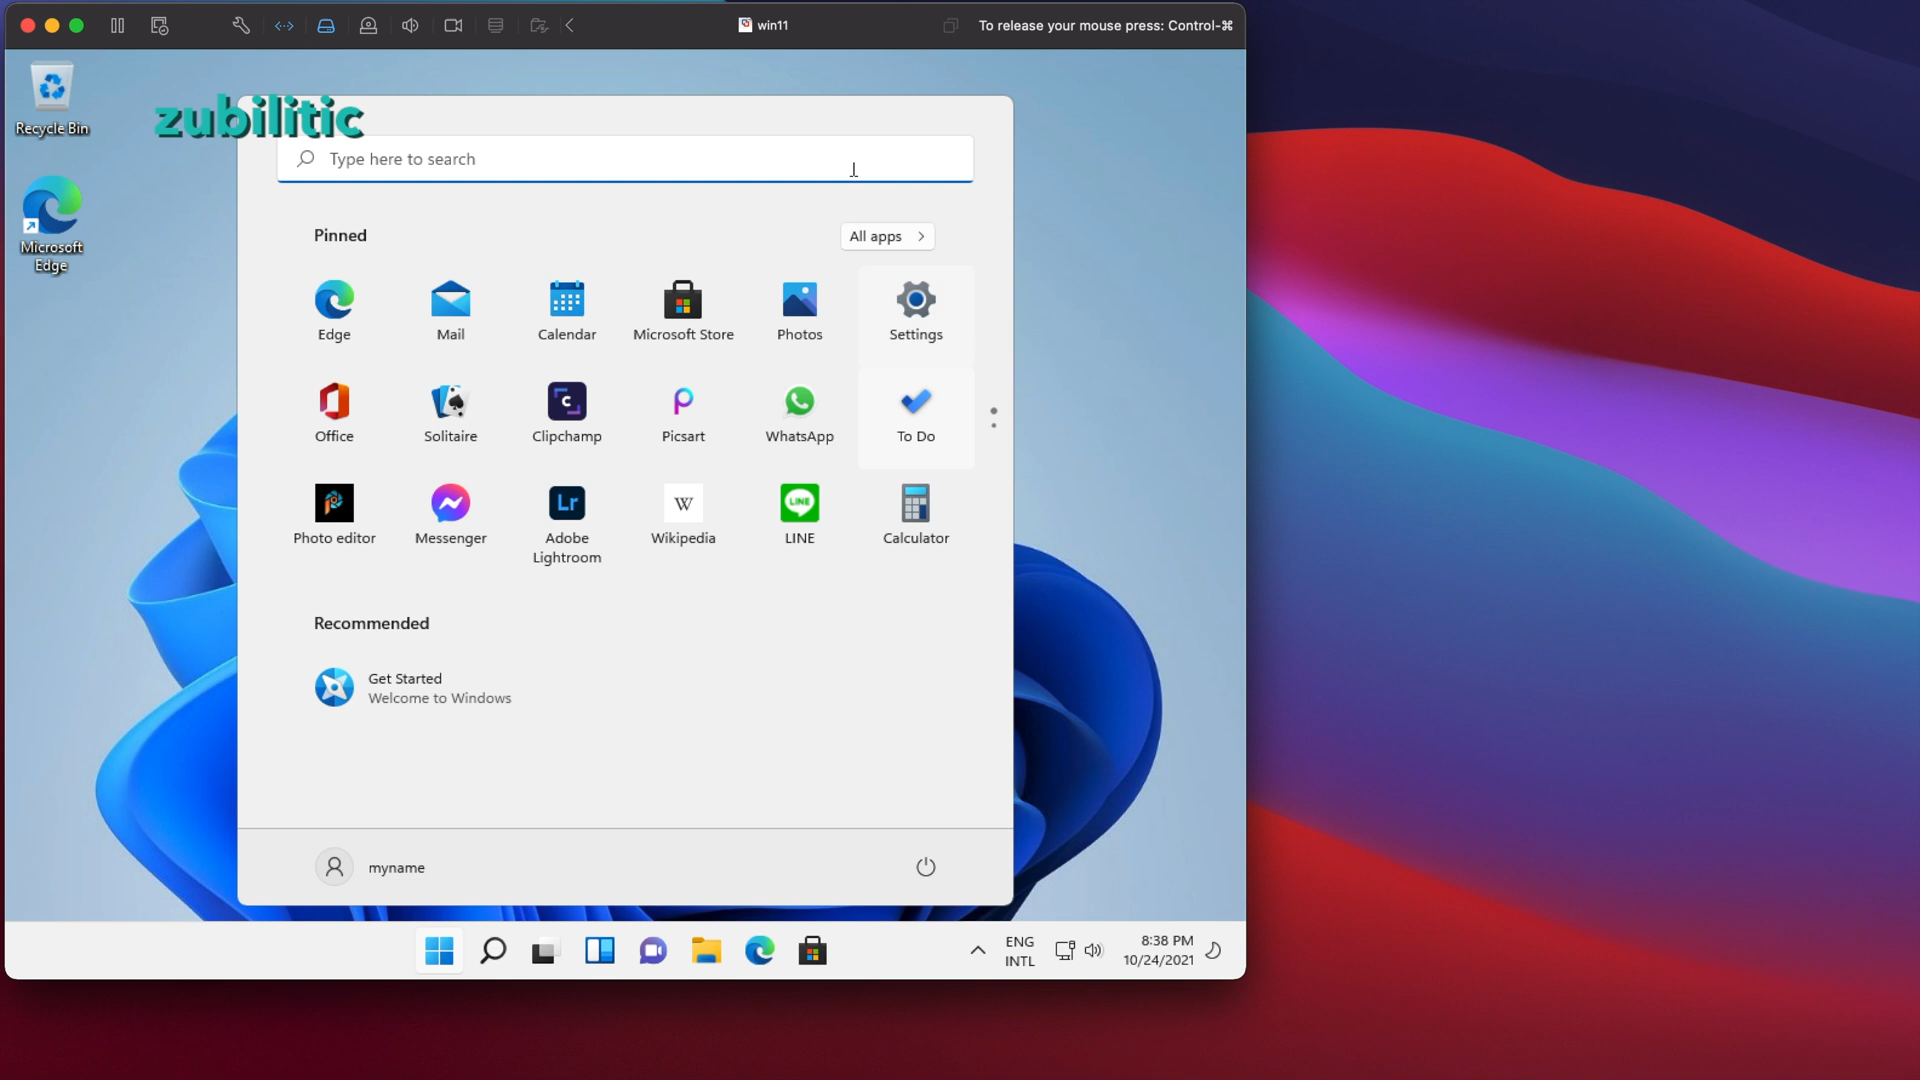 win11
To release your mouse press: Control-⌘
Recycle Bin
Microsoft
Edge
zubilitic
Type here to search
Pinned
All apps
Edge
Mail
Calendar
Microsoft Store
Photos
Settings
Office
Solitaire
Clipchamp
Picsart
WhatsApp
To Do
Photo editor
Messenger
Lr
Adobe
Lightroom
W
Wikipedia
LINE
LINE
Calculator
Recommended
Get Started
Welcome to Windows
myname
ENG
INTL
8:38 PM
10/24/2021